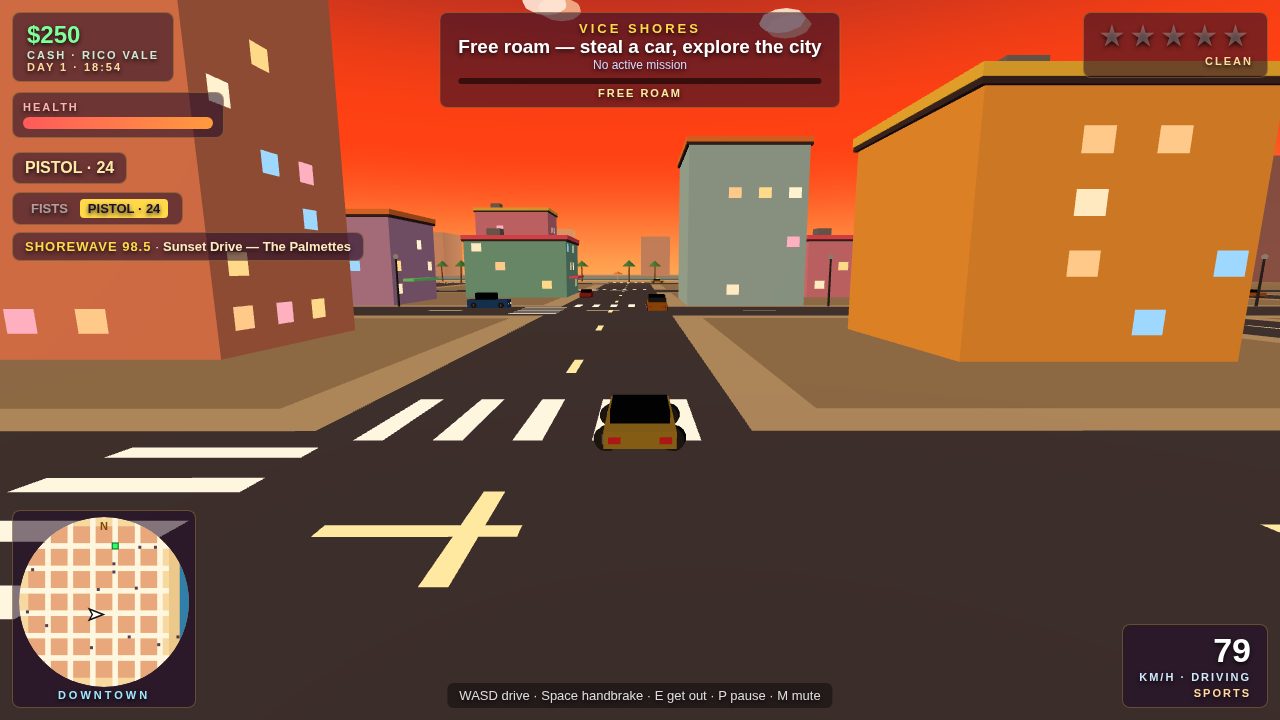 $250
CASH · RICO VALE
DAY 1 · 18:54
HEALTH
PISTOL · 24
FISTS PISTOL · 24
SHOREWAVE 98.5 · Sunset Drive — The Palmettes
VICE SHORES
Free roam — steal a car, explore the city
No active mission
FREE ROAM
★ ★ ★ ★ ★
CLEAN
N
DOWNTOWN
WASD drive · Space handbrake · E get out · P pause · M mute
79
KM/H · DRIVING
SPORTS